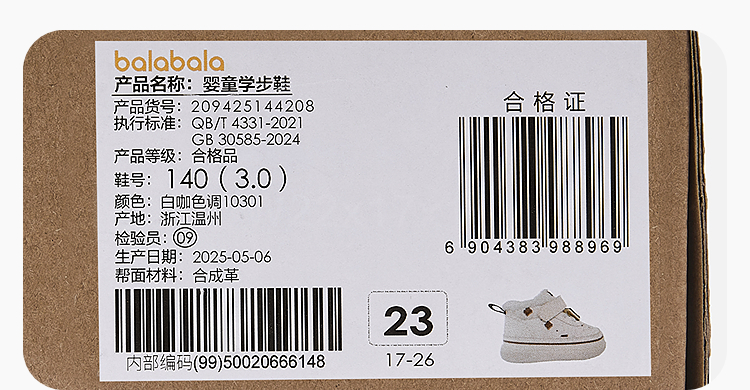 balabala
产品名称：婴童学步鞋
产品货号：209425144208
执行标准：QB/T 4331-2021
GB 30585-2024
产品等级：合格品
鞋号：140（3.0）
颜色：白咖色调10301
产地：浙江温州
检验员：09
生产日期：2025-05-06
帮面材料：合成革
内部编码(99)50020666148
合格证
6 904383 988969
23
17-26